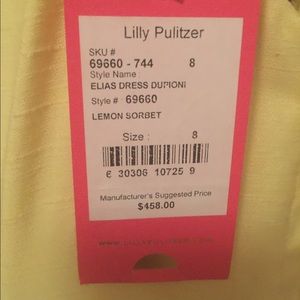 Lilly Pulitzer
SKU #
69660 - 744 8
Style Name
ELIAS DRESS DUPIONI
Style # 69660
LEMON SORBET
Size : 8
6 30306 10725 9
Manufacturer's Suggested Price
$458.00